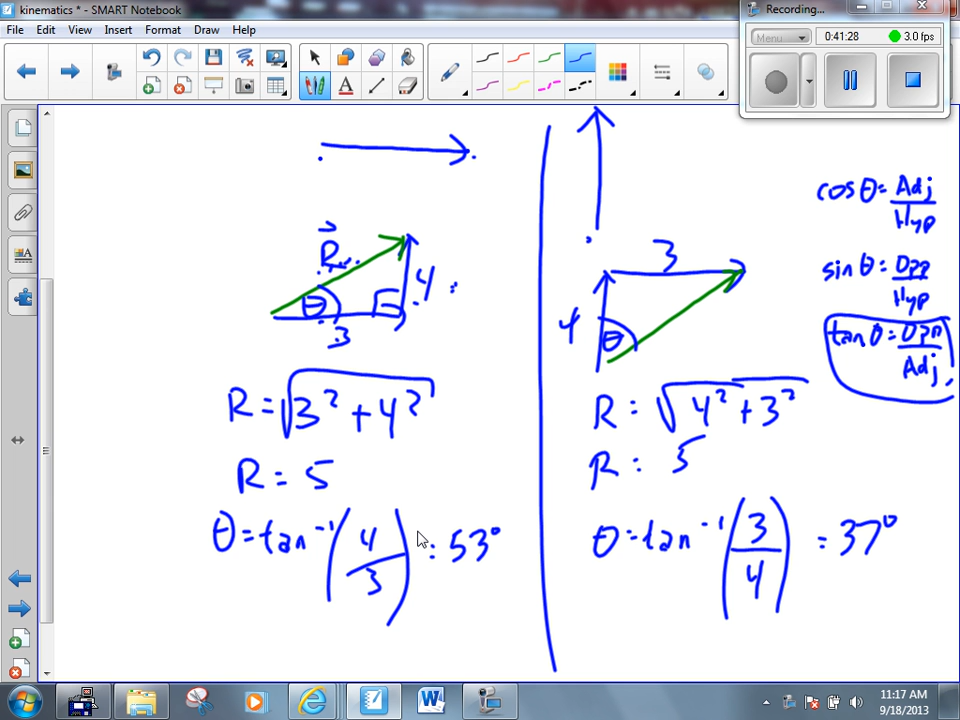 kinematics * - SMART Notebook
Recording...
File Edit View Insert Format Draw Help
Menu
0:41:28
3.0 fps
cos θ = Adj
Hyp
R
θ
4
3
3
4
θ
sin θ = Opp
Hyp
tan θ = Opp
Adj.
R = √3² + 4²
R = 5
θ = tan⁻¹ (4/3) = 53°
R = √4² + 3²
R = 5
θ = tan⁻¹ (3/4) = 37°
11:17 AM
9/18/2013